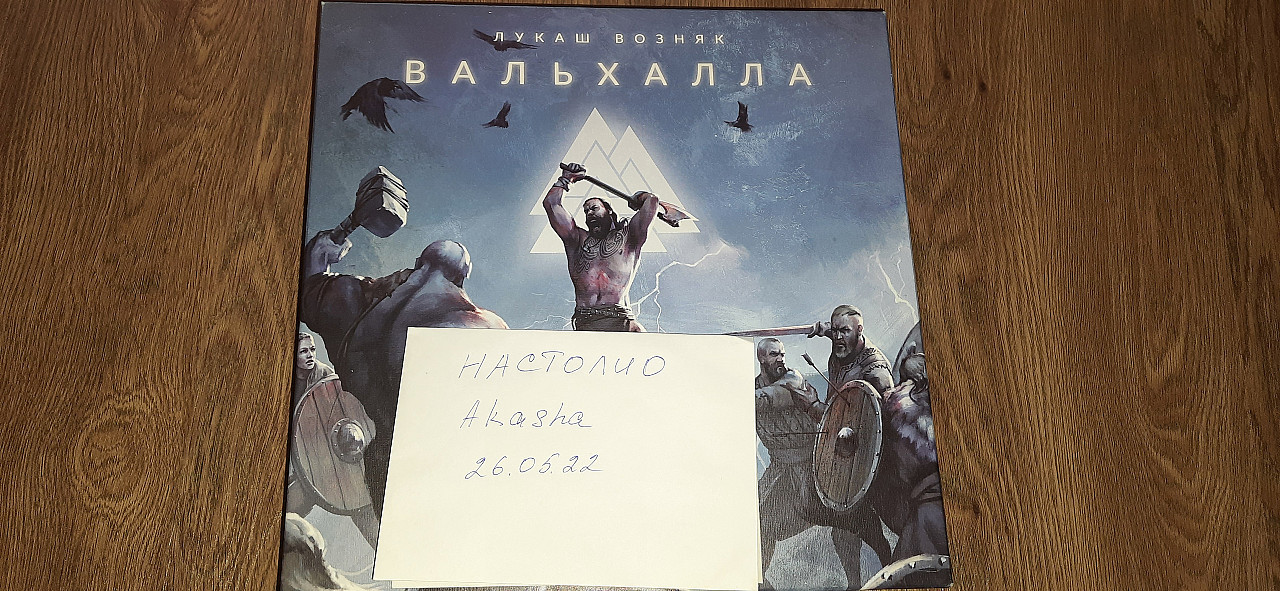 ЛУКАШ ВОЗНЯК
ВАЛЬХАЛЛА
НАСТОЛИО
Akasha
26.05.22